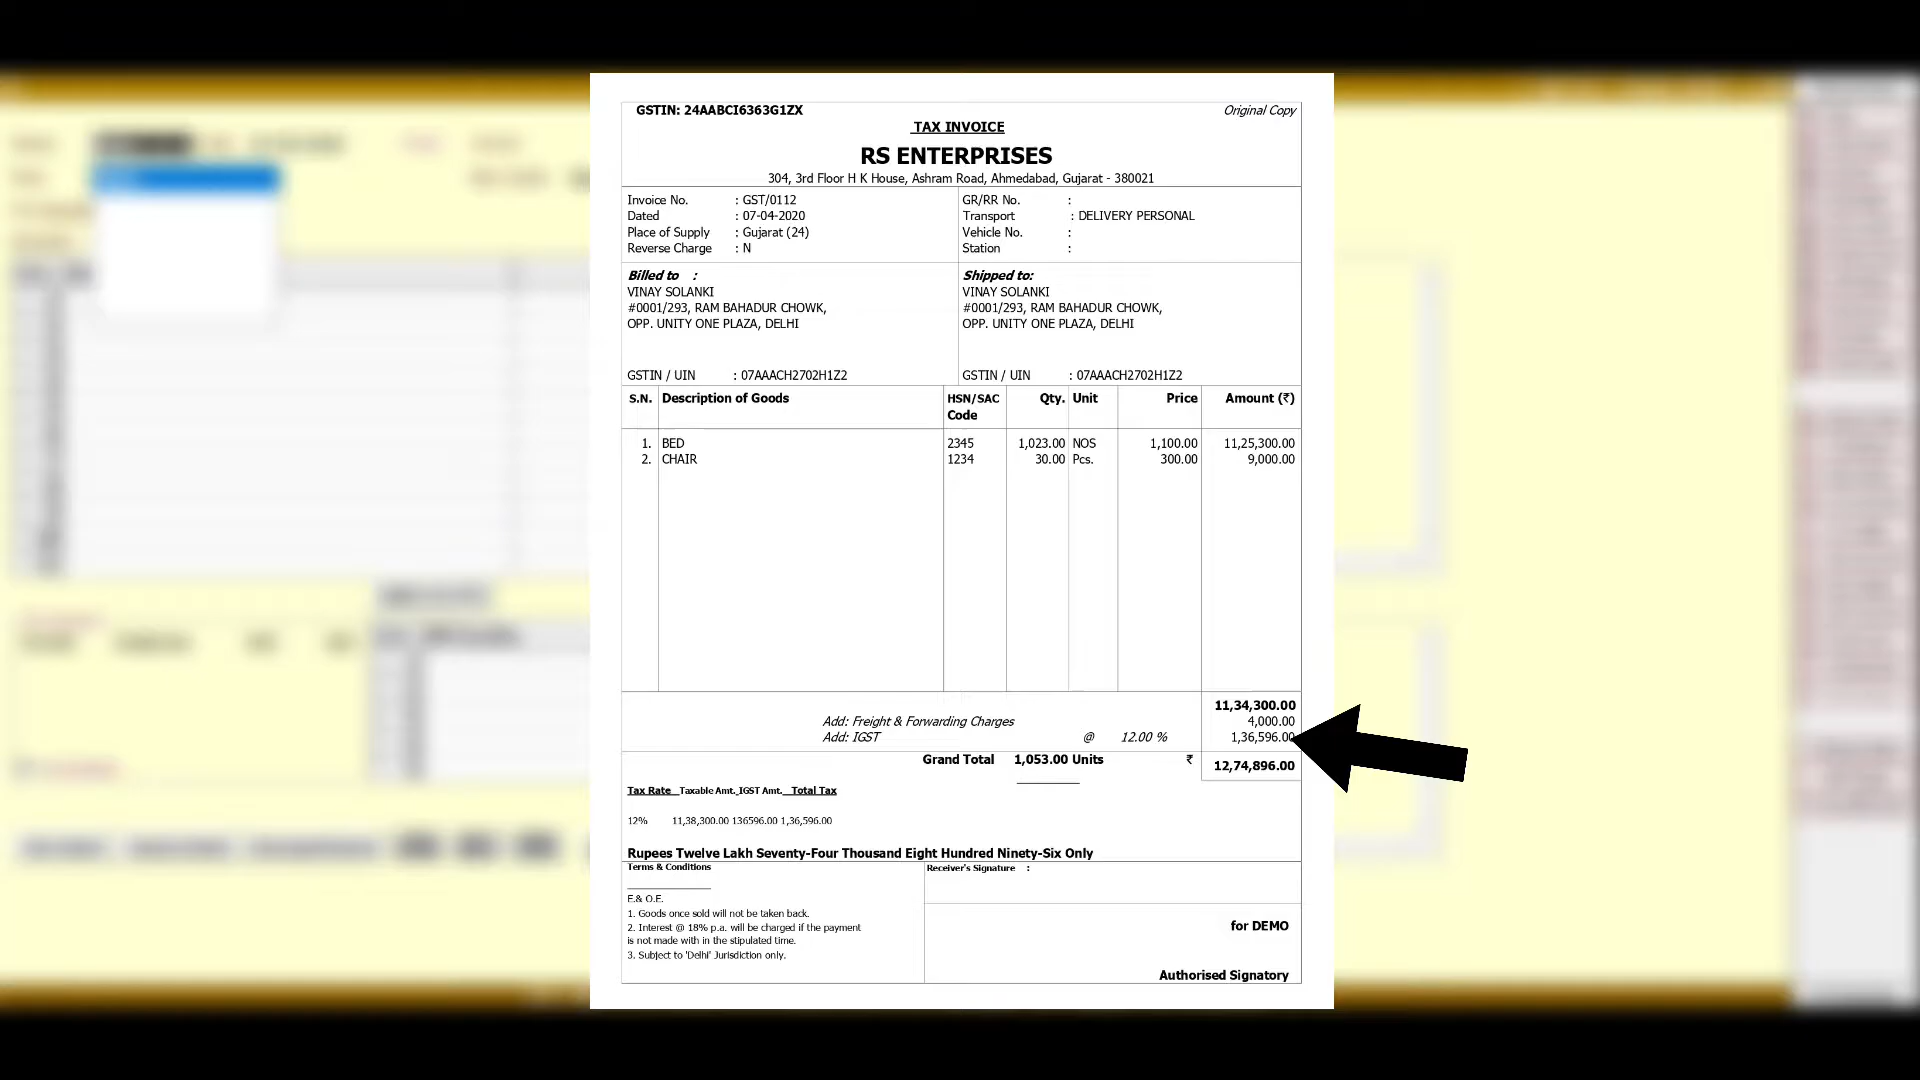 GSTIN: 24AABCI6363G1ZX Original Copy
TAX INVOICE
RS ENTERPRISES
304, 3rd Floor H K House, Ashram Road, Ahmedabad, Gujarat - 380021
Invoice No. : GST/0112 GR/RR No. :
Dated : 07-04-2020 Transport : DELIVERY PERSONAL
Place of Supply : Gujarat (24) Vehicle No. :
Reverse Charge : N Station :
Billed to : Shipped to:
VINAY SOLANKI VINAY SOLANKI
#0001/293, RAM BAHADUR CHOWK, #0001/293, RAM BAHADUR CHOWK,
OPP. UNITY ONE PLAZA, DELHI OPP. UNITY ONE PLAZA, DELHI
GSTIN / UIN : 07AAACH2702H1Z2 GSTIN / UIN : 07AAACH2702H1Z2
S.N. Description of Goods HSN/SAC Code Qty. Unit Price Amount (₹)
1. BED 2345 1,023.00 NOS 1,100.00 11,25,300.00
2. CHAIR 1234 30.00 Pcs. 300.00 9,000.00
11,34,300.00
Add: Freight & Forwarding Charges 4,000.00
Add: IGST @ 12.00 % 1,36,596.00
Grand Total 1,053.00 Units ₹ 12,74,896.00
Tax Rate Taxable Amt. IGST Amt. Total Tax
12% 11,38,300.00 136596.00 1,36,596.00
Rupees Twelve Lakh Seventy-Four Thousand Eight Hundred Ninety-Six Only
Terms & Conditions Receiver's Signature :
E.& O.E.
1. Goods once sold will not be taken back.
2. Interest @ 18% p.a. will be charged if the payment
is not made with in the stipulated time.
3. Subject to 'Delhi' Jurisdiction only.
for DEMO
Authorised Signatory